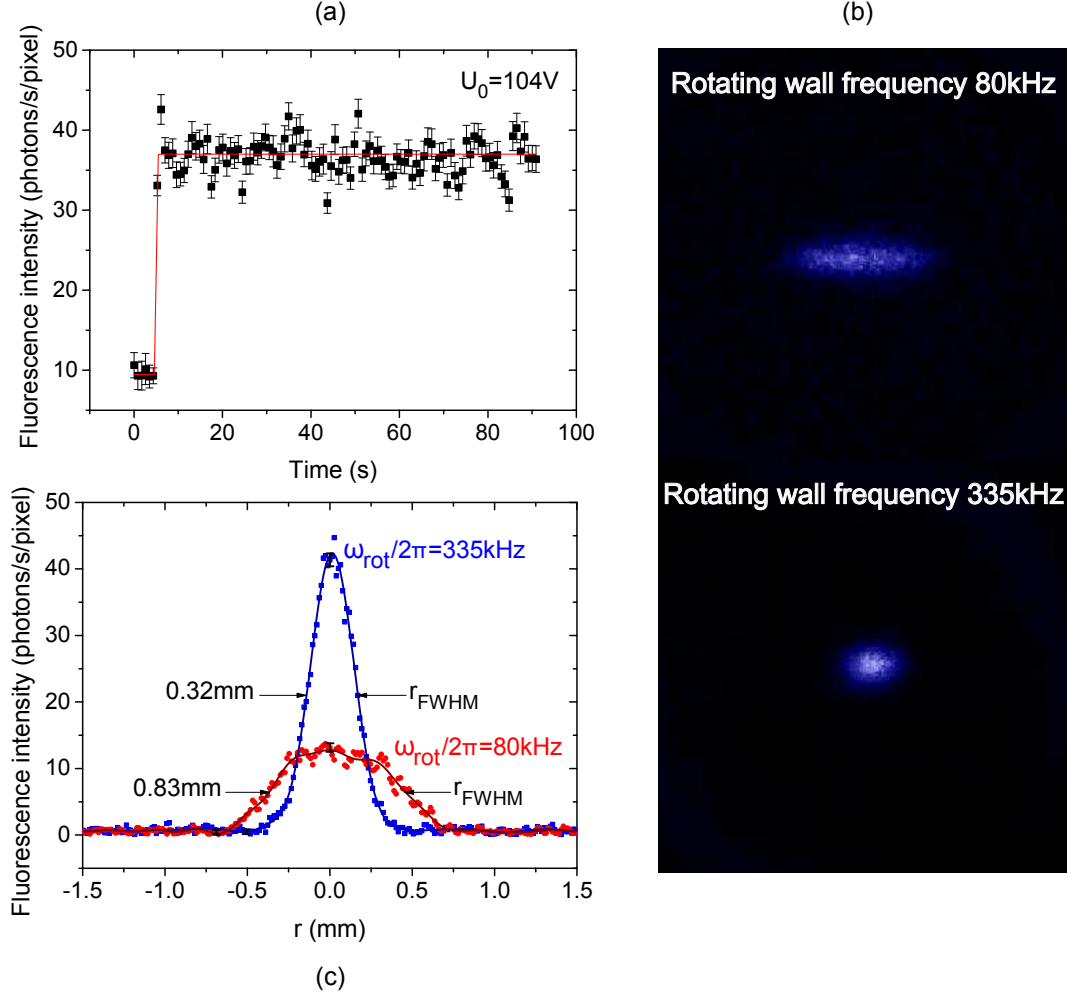 (a)
(b)
50
40
30
20
10
Fluorescence intensity (photons/s/pixel)
U0=104V
0
20
40
60
80
100
Time (s)
Rotating wall frequency 80kHz
Rotating wall frequency 335kHz
50
40
30
20
10
0
Fluorescence intensity (photons/s/pixel)
ωrot/2π=335kHz
0.32mm
rFWHM
ωrot/2π=80kHz
0.83mm
rFWHM
-1.5
-1.0
-0.5
0.0
0.5
1.0
1.5
r (mm)
(c)